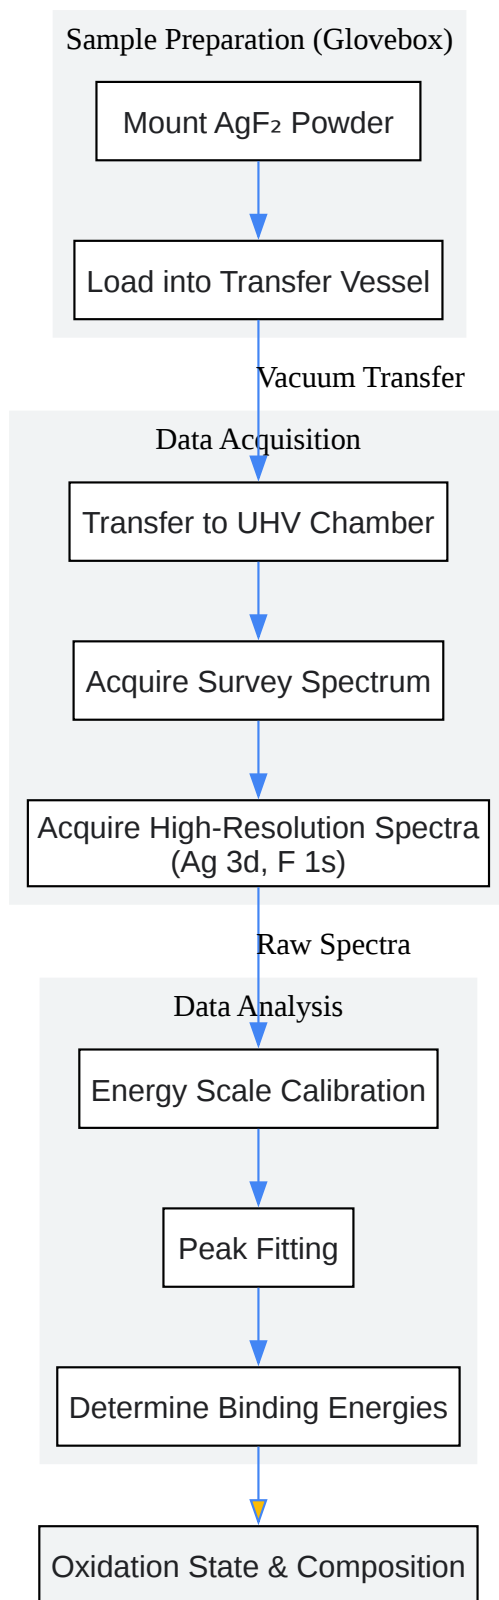 Sample Preparation (Glovebox)
Mount AgF₂ Powder
Load into Transfer Vessel
Vacuum Transfer
Data Acquisition
Transfer to UHV Chamber
Acquire Survey Spectrum
Acquire High-Resolution Spectra
(Ag 3d, F 1s)
Raw Spectra
Data Analysis
Energy Scale Calibration
Peak Fitting
Determine Binding Energies
Oxidation State & Composition